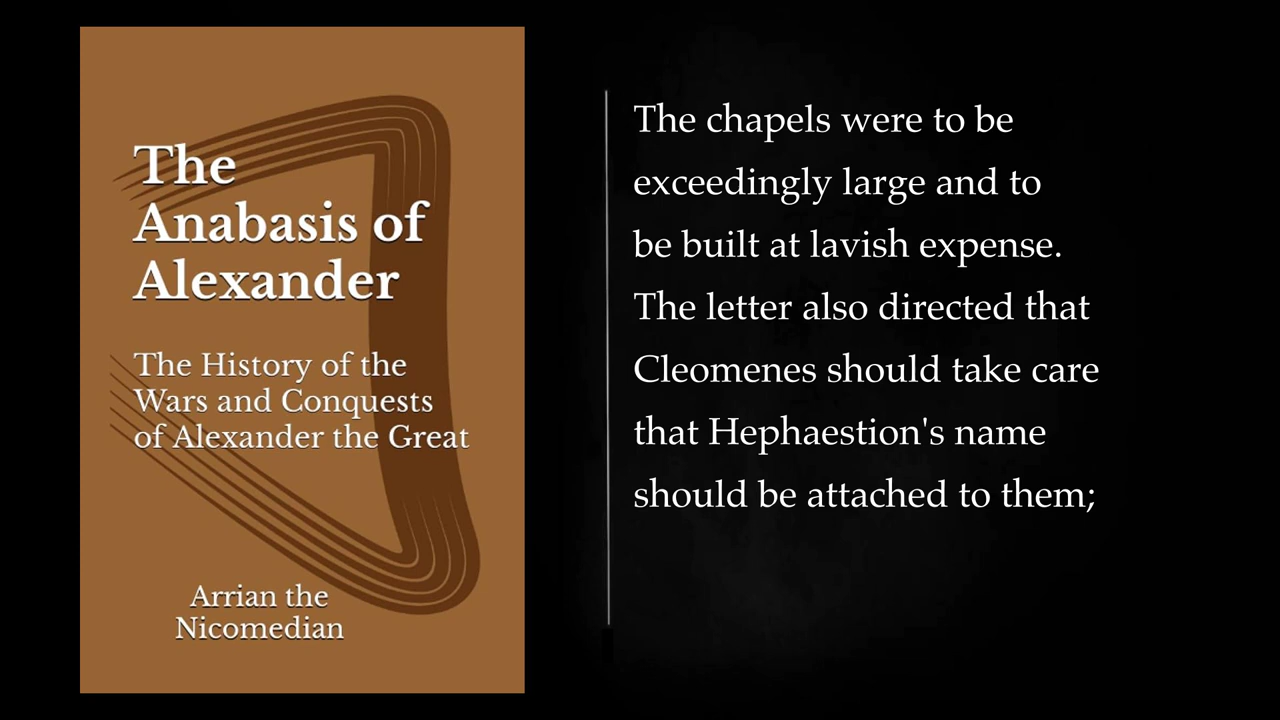 The
Anabasis of
Alexander
The History of the
Wars and Conquests
of Alexander the Great
Arrian the
Nicomedian
The chapels were to be
exceedingly large and to
be built at lavish expense.
The letter also directed that
Cleomenes should take care
that Hephaestion's name
should be attached to them;